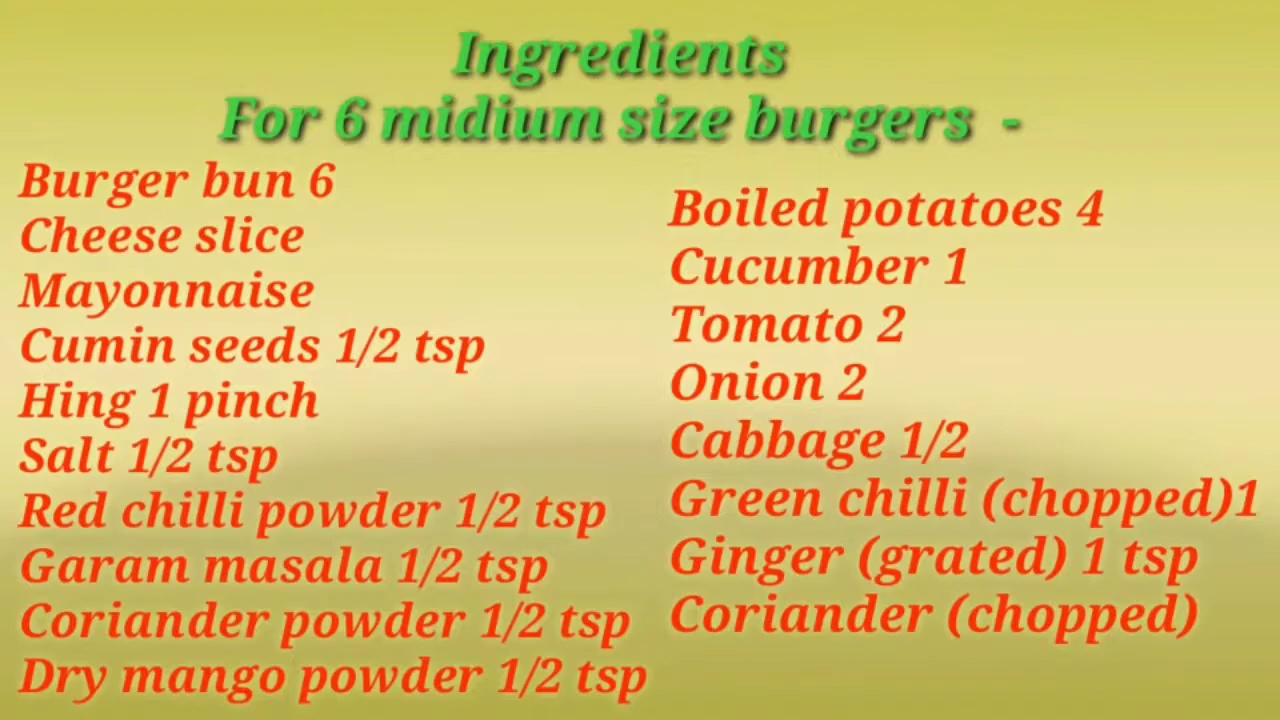 Ingredients
For 6 midium size burgers -
Burger bun 6
Cheese slice
Mayonnaise
Cumin seeds 1/2 tsp
Hing 1 pinch
Salt 1/2 tsp
Red chilli powder 1/2 tsp
Garam masala 1/2 tsp
Coriander powder 1/2 tsp
Dry mango powder 1/2 tsp
Boiled potatoes 4
Cucumber 1
Tomato 2
Onion 2
Cabbage 1/2
Green chilli (chopped)1
Ginger (grated) 1 tsp
Coriander (chopped)